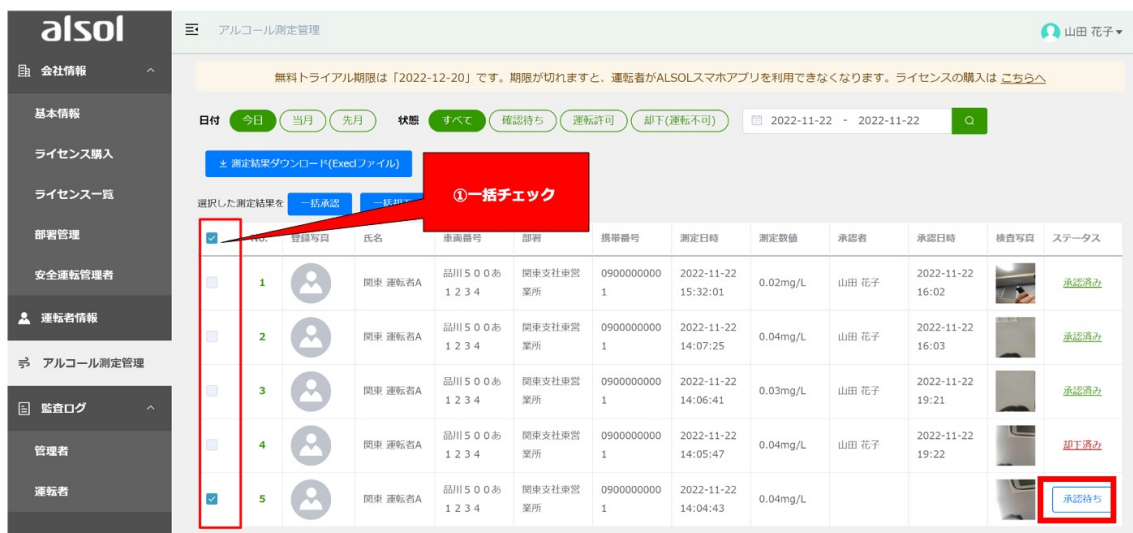 alsol
アルコール測定管理
山田 花子
会社情報
無料トライアル期限は「2022-12-20」です。期限が切れますと、運転者がALSOLスマホアプリを利用できなくなります。ライセンスの購入は こちらへ
基本情報
ライセンス購入
ライセンス一覧
部署管理
安全運転管理者
運転者情報
アルコール測定管理
監査ログ
管理者
運転者
日付 今日 当月 先月 状態 すべて 確認待ち 運転許可 却下(運転不可) 2022-11-22 - 2022-11-22
測定結果ダウンロード(Execlファイル)
①一括チェック
選択した測定結果を 一括承認
No. 登録写真 氏名 車両番号 部署 携帯番号 測定日時 測定数値 承認者 承認日時 検査写真 ステータス
1 関東 運転者A 品川500あ 関東支社東営 0900000000 2022-11-22 0.02mg/L 山田 花子 2022-11-22 承認済み
1234 業所 1 15:32:01 16:02
2 関東 運転者A 品川500あ 関東支社東営 0900000000 2022-11-22 0.04mg/L 山田 花子 2022-11-22 承認済み
1234 業所 1 14:07:25 16:03
3 関東 運転者A 品川500あ 関東支社東営 0900000000 2022-11-22 0.03mg/L 山田 花子 2022-11-22 承認済み
1234 業所 1 14:06:41 19:21
4 関東 運転者A 品川500あ 関東支社東営 0900000000 2022-11-22 0.04mg/L 山田 花子 2022-11-22 却下済み
1234 業所 1 14:05:47 19:22
5 関東 運転者A 品川500あ 関東支社東営 0900000000 2022-11-22 0.04mg/L 承認待ち
1234 業所 1 14:04:43